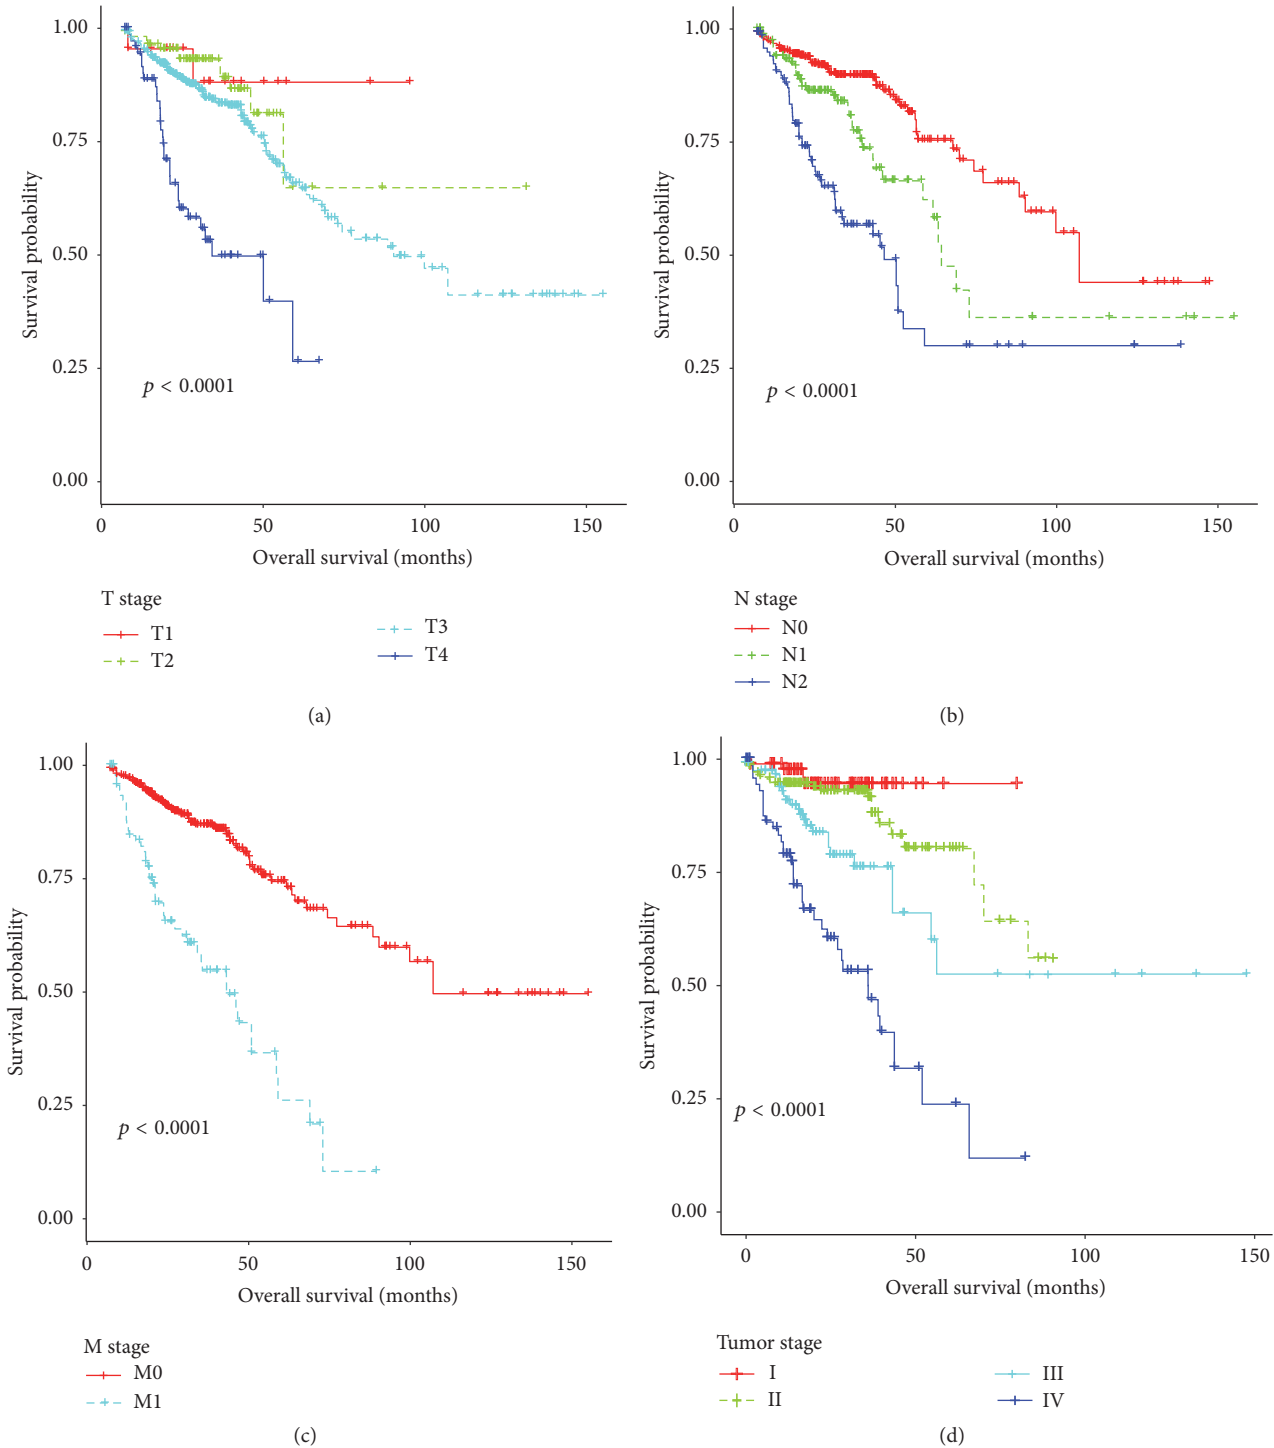 1.00
0.75
0.50
0.25
0.00
Survival probability
p < 0.0001
0 50 100 150
Overall survival (months)
T stage
T1
T2
T3
T4
(a)
1.00
0.75
0.50
0.25
0.00
Survival probability
p < 0.0001
0 50 100 150
Overall survival (months)
N stage
N0
N1
N2
(b)
1.00
0.75
0.50
0.25
0.00
Survival probability
p < 0.0001
0 50 100 150
Overall survival (months)
M stage
M0
M1
(c)
1.00
0.75
0.50
0.25
0.00
Survival probability
p < 0.0001
0 50 100 150
Overall survival (months)
Tumor stage
I
II
III
IV
(d)